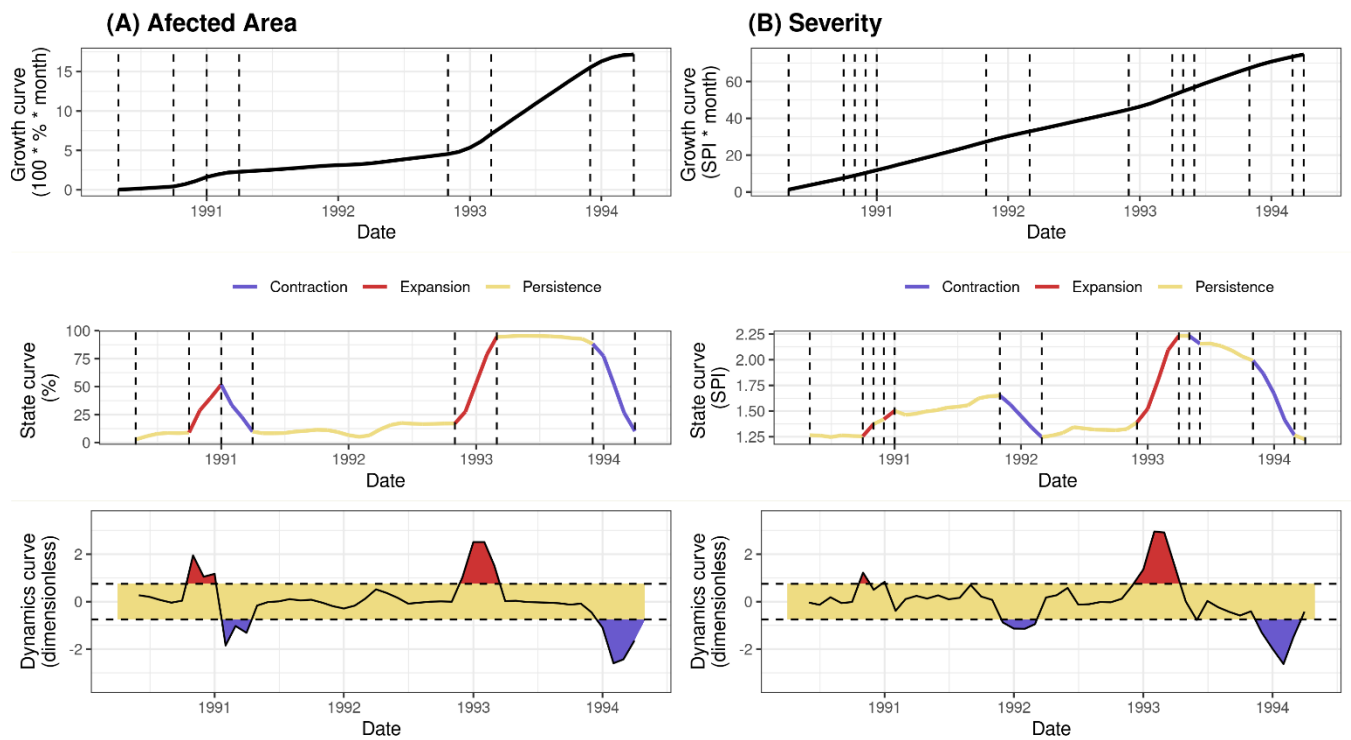 (A) Afected Area
Growth curve
(100 * % * month)
15
10
5
0
1991
1992
1993
1994
Date
(B) Severity
Growth curve
(SPI * month)
60
40
20
0
1991
1992
1993
1994
Date
Contraction
Expansion
Persistence
State curve
(%)
100
75
50
25
0
1991
1992
1993
1994
Date
Contraction
Expansion
Persistence
State curve
(SPI)
2.25
2.00
1.75
1.50
1.25
1991
1992
1993
1994
Date
Dynamics curve
(dimensionless)
2
0
-2
1991
1992
1993
1994
Date
Dynamics curve
(dimensionless)
2
0
-2
1991
1992
1993
1994
Date